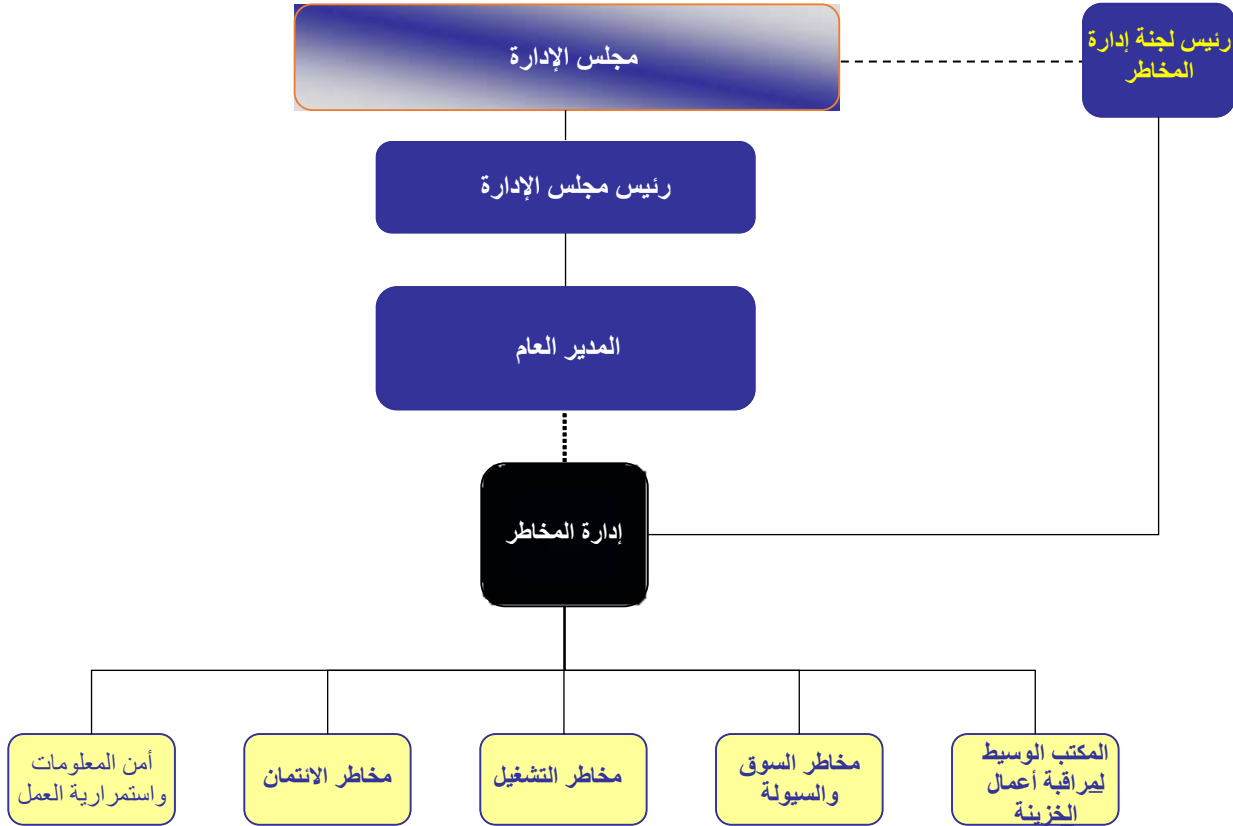 مجلس الإدارة
رئيس لجنة إدارة
المخاطر
رئيس مجلس الإدارة
المدير العام
إدارة المخاطر
المكتب الوسيط
لمراقبة أعمال
الخزينة
مخاطر السوق
والسيولة
مخاطر التشغيل
مخاطر الائتمان
أمن المعلومات
واستمرارية العمل